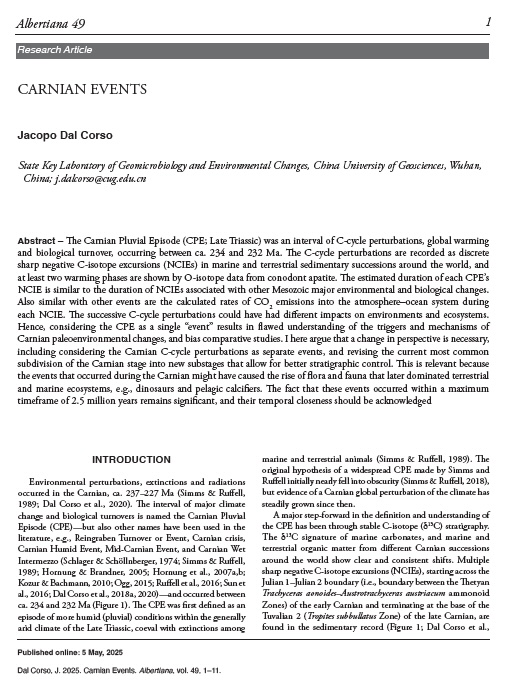 Albertiana 49
1
Research Article
CARNIAN EVENTS
Jacopo Dal Corso
State Key Laboratory of Geomicrobiology and Environmental Changes, China University of Geosciences, Wuhan,
China; j.dalcorso@cug.edu.cn
Abstract – The Carnian Pluvial Episode (CPE; Late Triassic) was an interval of C-cycle perturbations, global warming
and biological turnover, occurring between ca. 234 and 232 Ma. The C-cycle perturbations are recorded as discrete
sharp negative C-isotope excursions (NCIEs) in marine and terrestrial sedimentary successions around the world, and
at least two warming phases are shown by O-isotope data from conodont apatite. The estimated duration of each CPE's
NCIE is similar to the duration of NCIEs associated with other Mesozoic major environmental and biological changes.
Also similar with other events are the calculated rates of CO2 emissions into the atmosphere–ocean system during
each NCIE. The successive C-cycle perturbations could have had different impacts on environments and ecosystems.
Hence, considering the CPE as a single "event" results in flawed understanding of the triggers and mechanisms of
Carnian paleoenvironmental changes, and bias comparative studies. I here argue that a change in perspective is necessary,
including considering the Carnian C-cycle perturbations as separate events, and revising the current most common
subdivision of the Carnian stage into new substages that allow for better stratigraphic control. This is relevant because
the events that occurred during the Carnian might have caused the rise of flora and fauna that later dominated terrestrial
and marine ecosystems, e.g., dinosaurs and pelagic calcifiers. The fact that these events occurred within a maximum
timeframe of 2.5 million years remains significant, and their temporal closeness should be acknowledged
INTRODUCTION
Environmental perturbations, extinctions and radiations
occurred in the Carnian, ca. 237–227 Ma (Simms & Ruffell,
1989; Dal Corso et al., 2020). The interval of major climate
change and biological turnovers is named the Carnian Pluvial
Episode (CPE)—but also other names have been used in the
literature, e.g., Reingraben Turnover or Event, Carnian crisis,
Carnian Humid Event, Mid-Carnian Event, and Carnian Wet
Intermezzo (Schlager & Schöllnberger, 1974; Simms & Ruffell,
1989; Hornung & Brandner, 2005; Hornung et al., 2007a,b;
Kozur & Bachmann, 2010; Ogg, 2015; Ruffell et al., 2016; Sun et
al., 2016; Dal Corso et al., 2018a, 2020)—and occurred between
ca. 234 and 232 Ma (Figure 1). The CPE was first defined as an
episode of more humid (pluvial) conditions within the generally
arid climate of the Late Triassic, coeval with extinctions among
marine and terrestrial animals (Simms & Ruffell, 1989). The
original hypothesis of a widespread CPE made by Simms and
Ruffell initially nearly fell into obscurity (Simms & Ruffell, 2018),
but evidence of a Carnian global perturbation of the climate has
steadily grown since then.
A major step-forward in the definition and understanding of
the CPE has been through stable C-isotope (δ13C) stratigraphy.
The δ13C signature of marine carbonates, and marine and
terrestrial organic matter from different Carnian successions
around the world show clear and consistent shifts. Multiple
sharp negative C-isotope excursions (NCIEs), starting across the
Julian 1–Julian 2 boundary (i.e., boundary between the Thetyan
Trachyceras aonoides–Austrotrachyceras austriacum ammonoid
Zones) of the early Carnian and terminating at the base of the
Tuvalian 2 (Tropites subbullatus Zone) of the late Carnian, are
found in the sedimentary record (Figure 1; Dal Corso et al.,
Published online: 5 May, 2025
Dal Corso, J. 2025. Carnian Events. Albertiana, vol. 49, 1–11.